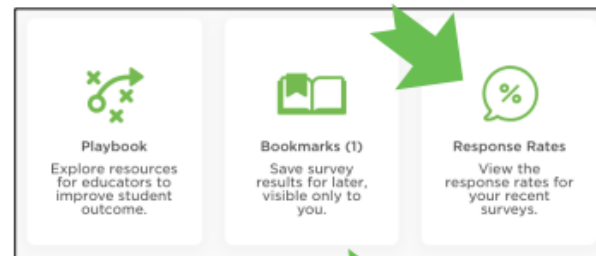 Playbook
Explore resources
for educators to
improve student
outcome.
Bookmarks (1)
Save survey
results for later,
visible only to
you.
%
Response Rates
View the
response rates for
your recent
surveys.